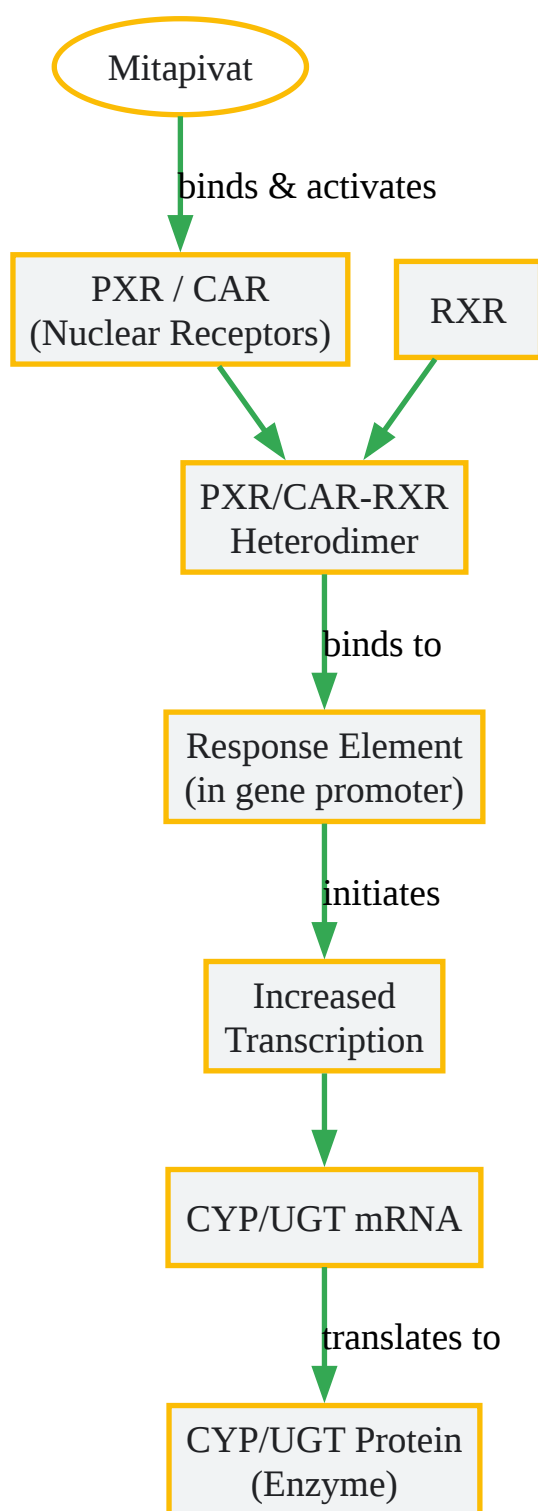 Mitapivat
binds & activates
PXR / CAR
(Nuclear Receptors)
RXR
PXR/CAR-RXR
Heterodimer
binds to
Response Element
(in gene promoter)
initiates
Increased
Transcription
CYP/UGT mRNA
translates to
CYP/UGT Protein
(Enzyme)